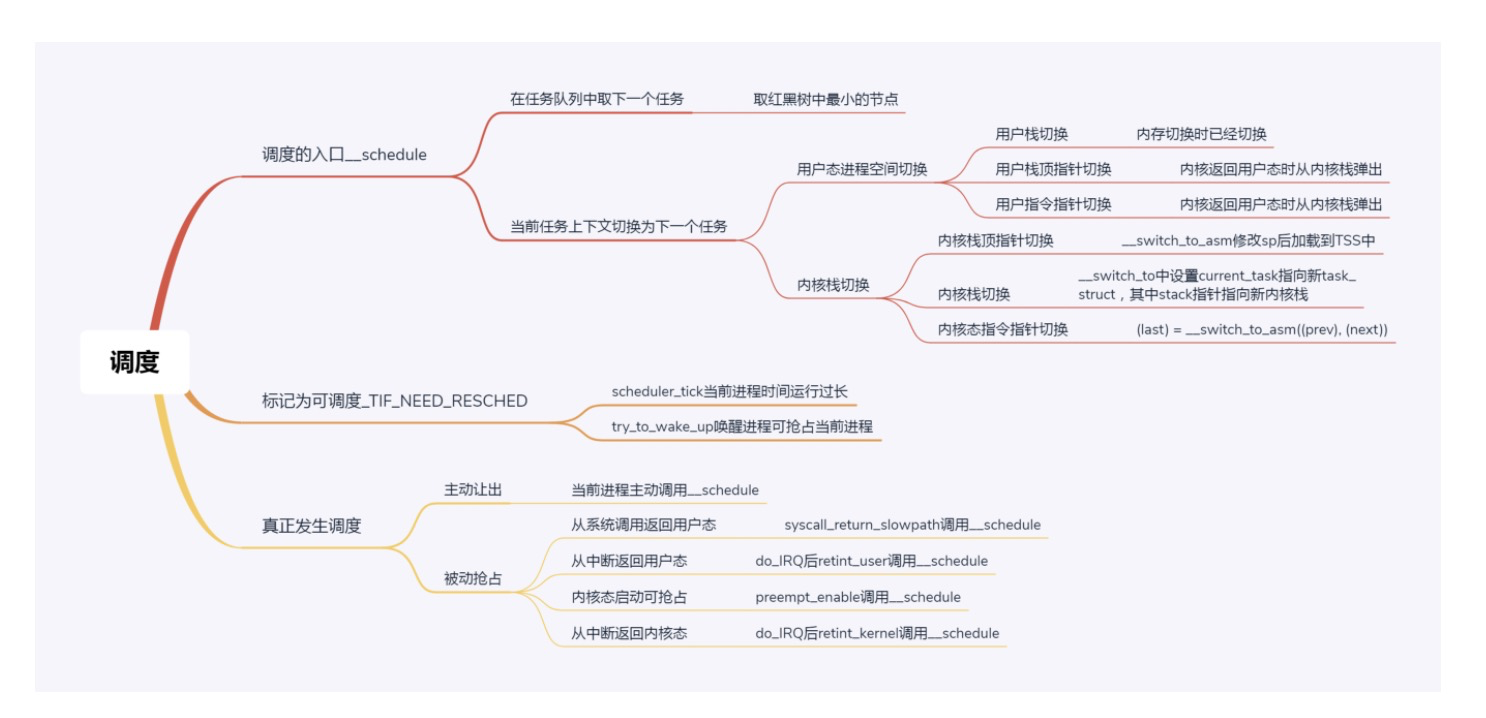 调度
调度的入口__schedule
在任务队列中取下一个任务
取红黑树中最小的节点
当前任务上下文切换为下一个任务
用户态进程空间切换
用户栈切换
内存切换时已经切换
用户栈顶指针切换
内核返回用户态时从内核栈弹出
用户指令指针切换
内核返回用户态时从内核栈弹出
内核栈切换
内核栈顶指针切换
__switch_to_asm修改sp后加载到TSS中
内核栈切换
__switch_to中设置current_task指向新task_
struct，其中stack指针指向新内核栈
内核态指令指针切换
(last) = __switch_to_asm((prev), (next))
标记为可调度_TIF_NEED_RESCHED
scheduler_tick当前进程时间运行过长
try_to_wake_up唤醒进程可抢占当前进程
真正发生调度
主动让出
当前进程主动调用__schedule
被动抢占
从系统调用返回用户态
syscall_return_slowpath调用__schedule
从中断返回用户态
do_IRQ后retint_user调用__schedule
内核态启动可抢占
preempt_enable调用__schedule
从中断返回内核态
do_IRQ后retint_kernel调用__schedule